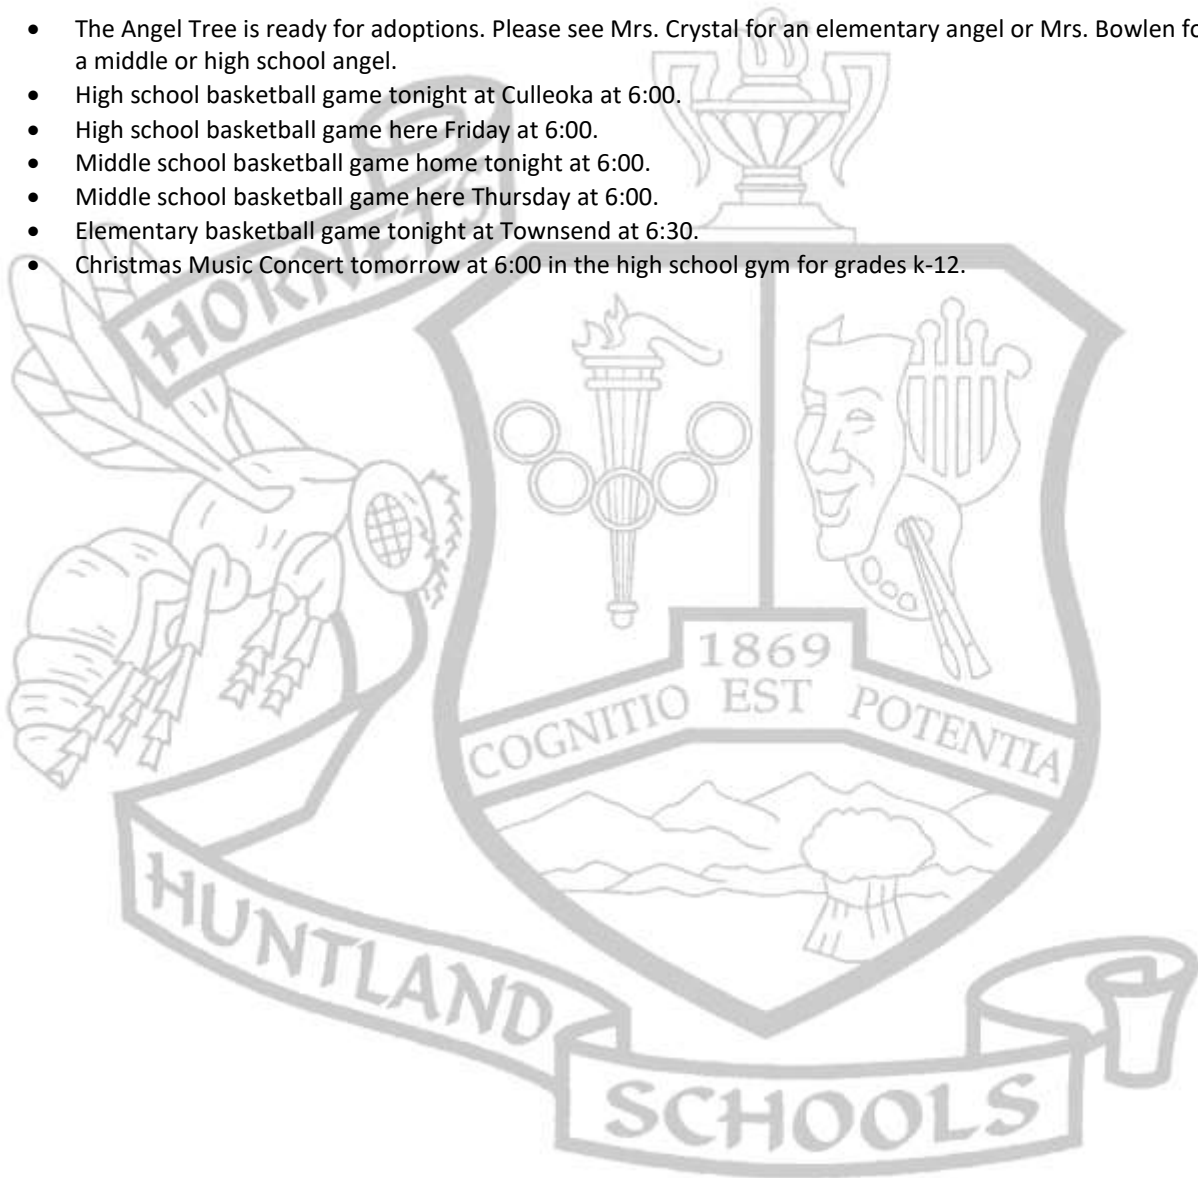 • The Angel Tree is ready for adoptions. Please see Mrs. Crystal for an elementary angel or Mrs. Bowlen fo
a middle or high school angel.
• High school basketball game tonight at Culleoka at 6:00.
• High school basketball game here Friday at 6:00.
• Middle school basketball game home tonight at 6:00.
• Middle school basketball game here Thursday at 6:00.
• Elementary basketball game tonight at Townsend at 6:30.
• Christmas Music Concert tomorrow at 6:00 in the high school gym for grades k-12.
HORNETS
1869
COGNITIO EST POTENTIA
HUNTLAND
SCHOOLS